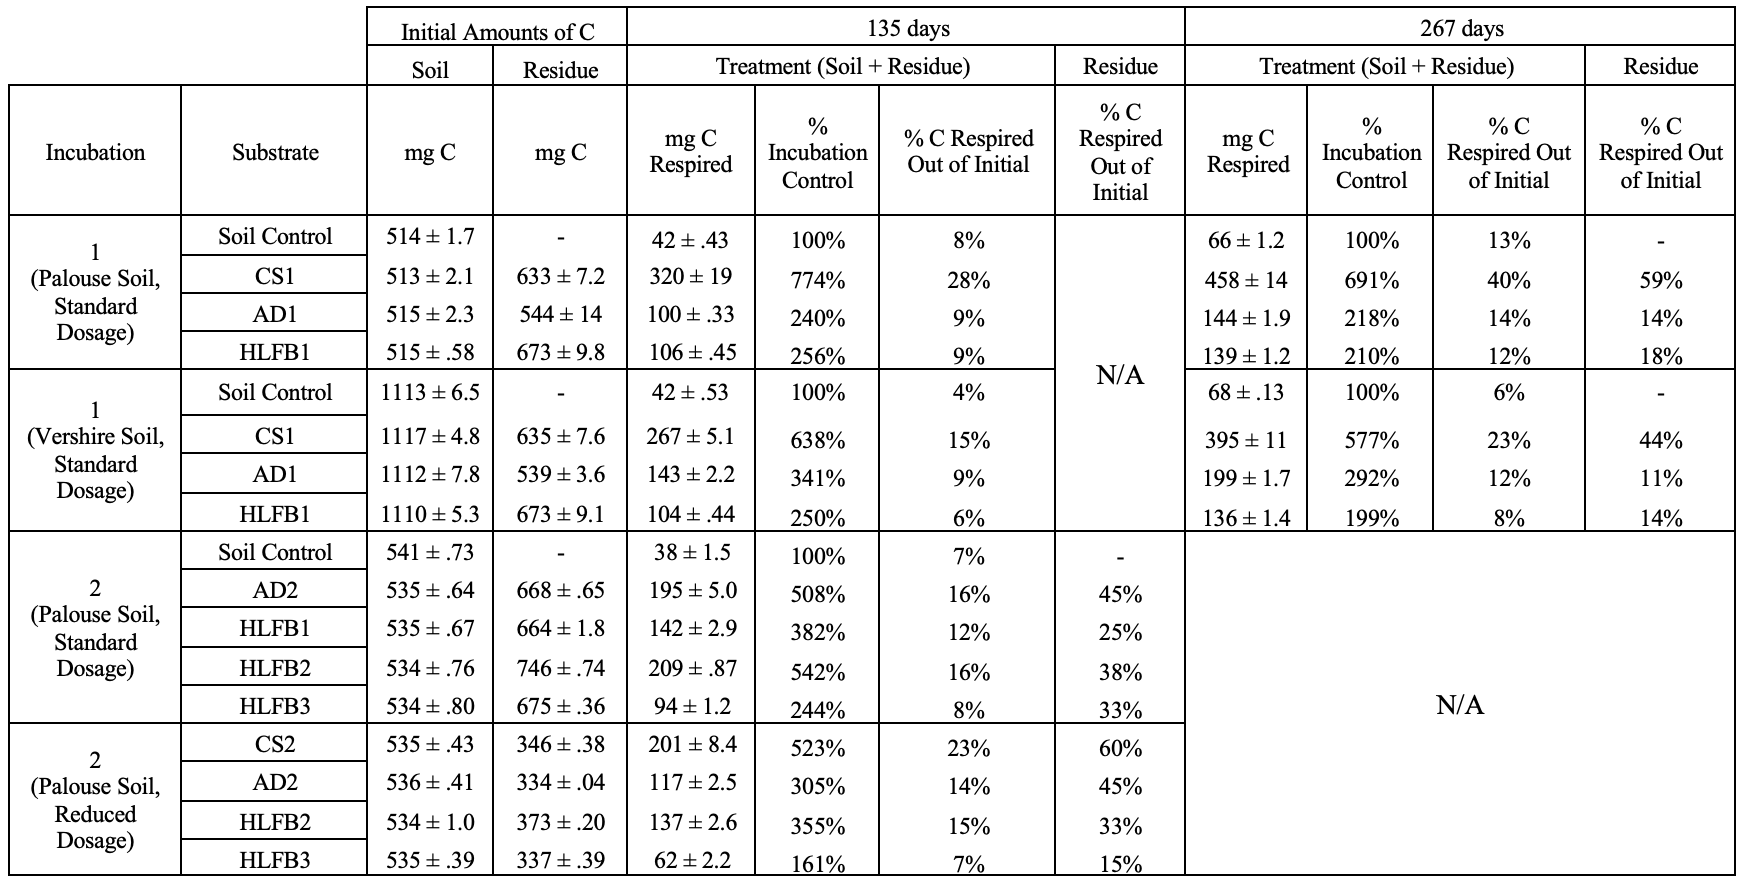 Initial Amounts of C 135 days 267 days
Soil Residue Treatment (Soil + Residue) Residue Treatment (Soil + Residue) Residue
Incubation Substrate mg C mg C mg C Respired % Incubation Control % C Respired Out of Initial % C Respired Out of Initial mg C Respired % Incubation Control % C Respired Out of Initial % C Respired Out of Initial
1 (Palouse Soil, Standard Dosage)
Soil Control 514 ± 1.7 - 42 ± .43 100% 8% 66 ± 1.2 100% 13% -
CS1 513 ± 2.1 633 ± 7.2 320 ± 19 774% 28% 458 ± 14 691% 40% 59%
AD1 515 ± 2.3 544 ± 14 100 ± .33 240% 9% 144 ± 1.9 218% 14% 14%
HLFB1 515 ± .58 673 ± 9.8 106 ± .45 256% 9% 139 ± 1.2 210% 12% 18%
N/A
1 (Vershire Soil, Standard Dosage)
Soil Control 1113 ± 6.5 - 42 ± .53 100% 4% 68 ± .13 100% 6% -
CS1 1117 ± 4.8 635 ± 7.6 267 ± 5.1 638% 15% 395 ± 11 577% 23% 44%
AD1 1112 ± 7.8 539 ± 3.6 143 ± 2.2 341% 9% 199 ± 1.7 292% 12% 11%
HLFB1 1110 ± 5.3 673 ± 9.1 104 ± .44 250% 6% 136 ± 1.4 199% 8% 14%
2 (Palouse Soil, Standard Dosage)
Soil Control 541 ± .73 - 38 ± 1.5 100% 7% -
AD2 535 ± .64 668 ± .65 195 ± 5.0 508% 16% 45%
HLFB1 535 ± .67 664 ± 1.8 142 ± 2.9 382% 12% 25%
HLFB2 534 ± .76 746 ± .74 209 ± .87 542% 16% 38%
HLFB3 534 ± .80 675 ± .36 94 ± 1.2 244% 8% 33%
N/A
2 (Palouse Soil, Reduced Dosage)
CS2 535 ± .43 346 ± .38 201 ± 8.4 523% 23% 60%
AD2 536 ± .41 334 ± .04 117 ± 2.5 305% 14% 45%
HLFB2 534 ± 1.0 373 ± .20 137 ± 2.6 355% 15% 33%
HLFB3 535 ± .39 337 ± .39 62 ± 2.2 161% 7% 15%